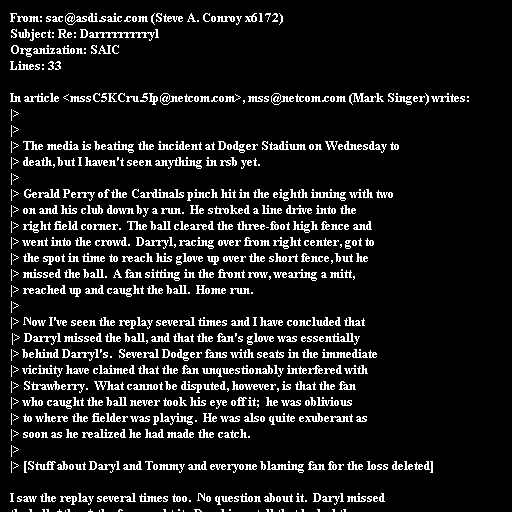 From: sac@asdi.saic.com (Steve A. Conroy x6172)
Subject: Re: Darrrrrrrrryl
Organization: SAIC
Lines: 33

In article <mssC5KCru.5Ip@netcom.com>, mss@netcom.com (Mark Singer) writes:
|>
|>
|> The media is beating the incident at Dodger Stadium on Wednesday to
|> death, but I haven't seen anything in rsb yet.
|>
|> Gerald Perry of the Cardinals pinch hit in the eighth inning with two
|> on and his club down by a run.  He stroked a line drive into the
|> right field corner.  The ball cleared the three-foot high fence and
|> went into the crowd.  Darryl, racing over from right center, got to
|> the spot in time to reach his glove up over the short fence, but he
|> missed the ball.  A fan sitting in the front row, wearing a mitt,
|> reached up and caught the ball.  Home run.
|>
|> Now I've seen the replay several times and I have concluded that
|> Darryl missed the ball, and that the fan's glove was essentially
|> behind Darryl's.  Several Dodger fans with seats in the immediate
|> vicinity have claimed that the fan unquestionably interfered with
|> Strawberry.  What cannot be disputed, however, is that the fan
|> who caught the ball never took his eye off it;  he was oblivious
|> to where the fielder was playing.  He was also quite exuberant as
|> soon as he realized he had made the catch.
|>
|> [Stuff about Daryl and Tommy and everyone blaming fan for the loss deleted]

I saw the replay several times too.  No question about it.  Daryl missed